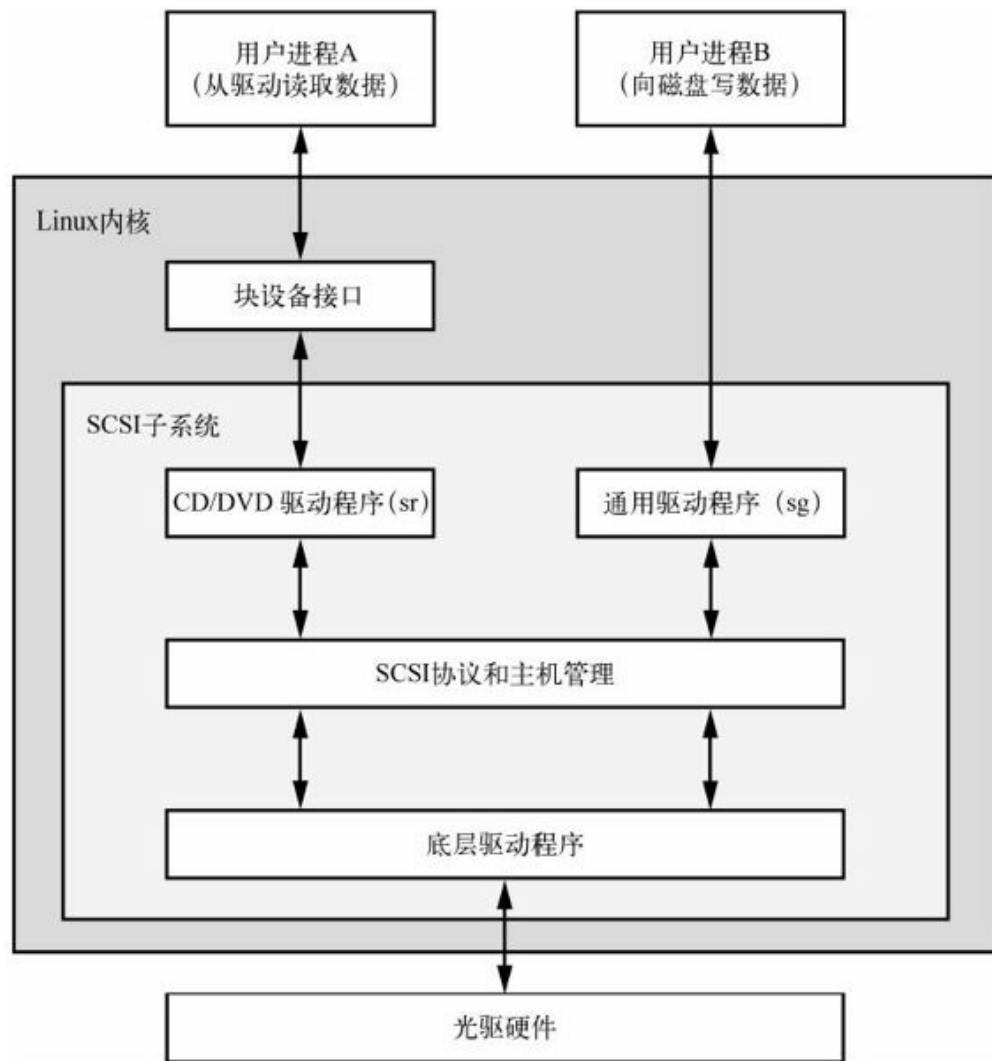 用户进程A
（从驱动读取数据）
用户进程B
（向磁盘写数据）
Linux内核
块设备接口
SCSI子系统
CD/DVD 驱动程序（sr）
通用驱动程序（sg）
SCSI协议和主机管理
底层驱动程序
光驱硬件